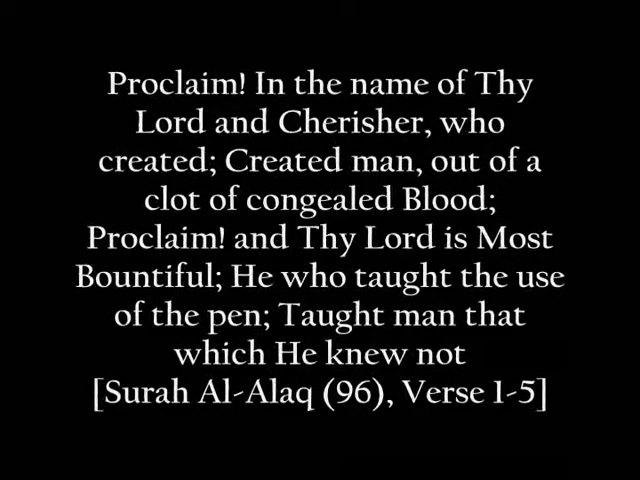 Proclaim! In the name of Thy
Lord and Cherisher, who
created; Created man, out of a
clot of congealed Blood;
Proclaim! and Thy Lord is Most
Bountiful; He who taught the use
of the pen; Taught man that
which He knew not
[Surah Al-Alaq (96), Verse 1-5]